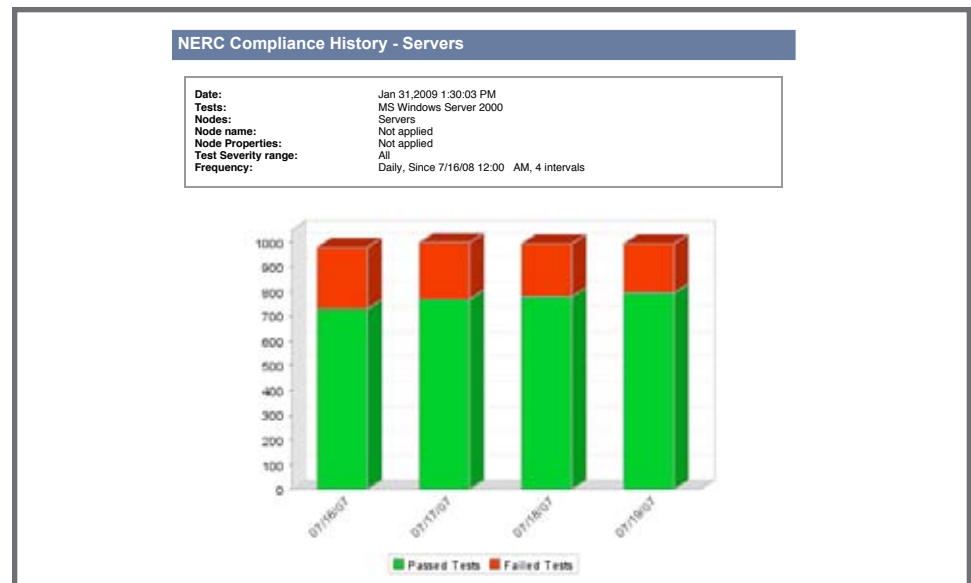 NERC Compliance History - Servers
Date: Jan 31,2009 1:30:03 PM
Tests: MS Windows Server 2000
Nodes: Servers
Node name: Not applied
Node Properties: Not applied
Test Severity range: All
Frequency: Daily, Since 7/16/08 12:00 AM, 4 intervals
1000
900
800
700
600
500
400
300
200
100
0
07/16/07 07/17/07 07/18/07 07/19/07
Passed Tests Failed Tests